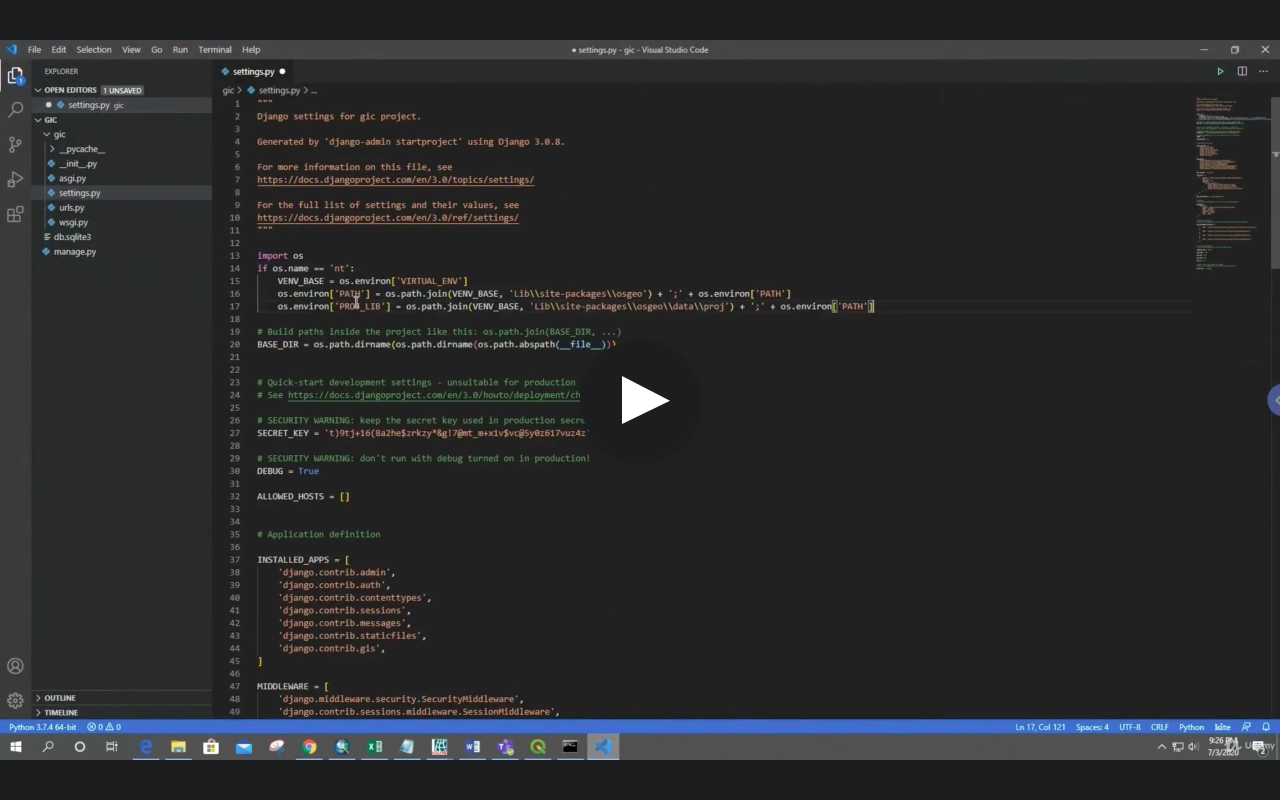 File Edit Selection View Go Run Terminal Help
● settings.py - gic - Visual Studio Code
EXPLORER
OPEN EDITORS 1 UNSAVED
settings.py gic
GIC
gic
__pycache__
__init__.py
asgi.py
settings.py
urls.py
wsgi.py
db.sqlite3
manage.py
OUTLINE
TIMELINE
settings.py
gic > settings.py > ...
1 """
2 Django settings for gic project.
3
4 Generated by 'django-admin startproject' using Django 3.0.8.
5
6 For more information on this file, see
7 https://docs.djangoproject.com/en/3.0/topics/settings/
8
9 For the full list of settings and their values, see
10 https://docs.djangoproject.com/en/3.0/ref/settings/
11 """
12
13 import os
14 if os.name == 'nt':
15 VENV_BASE = os.environ['VIRTUAL_ENV']
16 os.environ['PATH'] = os.path.join(VENV_BASE, 'Lib\\site-packages\\osgeo') + ';' + os.environ['PATH']
17 os.environ['PROJ_LIB'] = os.path.join(VENV_BASE, 'Lib\\site-packages\\osgeo\\data\\proj') + ';' + os.environ['PATH']
18
19 # Build paths inside the project like this: os.path.join(BASE_DIR, ...)
20 BASE_DIR = os.path.dirname(os.path.dirname(os.path.abspath(__file__)))
21
22
23 # Quick-start development settings - unsuitable for production
24 # See https://docs.djangoproject.com/en/3.0/howto/deployment/ch
25
26 # SECURITY WARNING: keep the secret key used in production secre
27 SECRET_KEY = 't)9tj+16(8a2he$zrkzy*&g!7@mt_m+x1v$vc@5y0z617vuz4z
28
29 # SECURITY WARNING: don't run with debug turned on in production!
30 DEBUG = True
31
32 ALLOWED_HOSTS = []
33
34
35 # Application definition
36
37 INSTALLED_APPS = [
38 'django.contrib.admin',
39 'django.contrib.auth',
40 'django.contrib.contenttypes',
41 'django.contrib.sessions',
42 'django.contrib.messages',
43 'django.contrib.staticfiles',
44 'django.contrib.gis',
45 ]
46
47 MIDDLEWARE = [
48 'django.middleware.security.SecurityMiddleware',
49 'django.contrib.sessions.middleware.SessionMiddleware',
Python 3.7.4 64-bit 0 0
Ln 17, Col 121 Spaces: 4 UTF-8 CRLF Python kite
9:26 PM
7/3/2020
Udemy